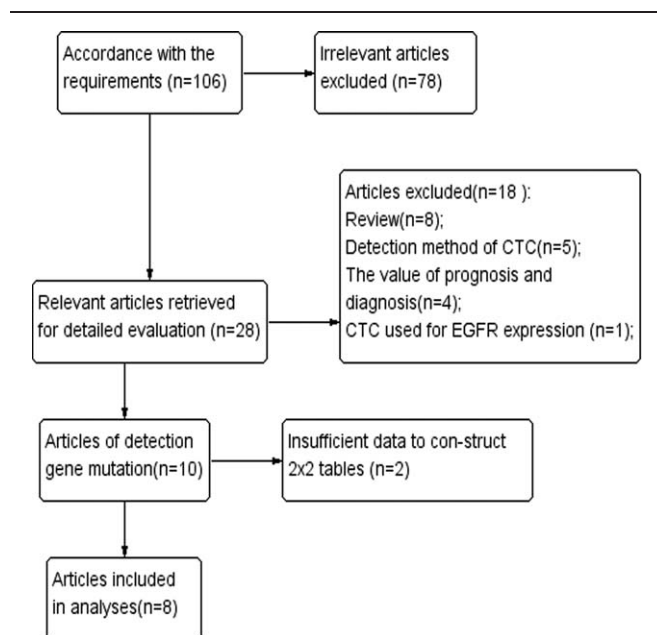 Accordance with the
requirements (n=106)
Irrelevant articles
excluded (n=78)
Articles excluded(n=18 ):
Review(n=8);
Detection method of CTC(n=5);
The value of prognosis and
diagnosis(n=4);
CTC used for EGFR expression (n=1);
Relevant articles retrieved
for detailed evaluation (n=28)
Articles of detection
gene mutation(n=10)
Insufficient data to con-struct
2x2 tables (n=2)
Articles included
in analyses(n=8)